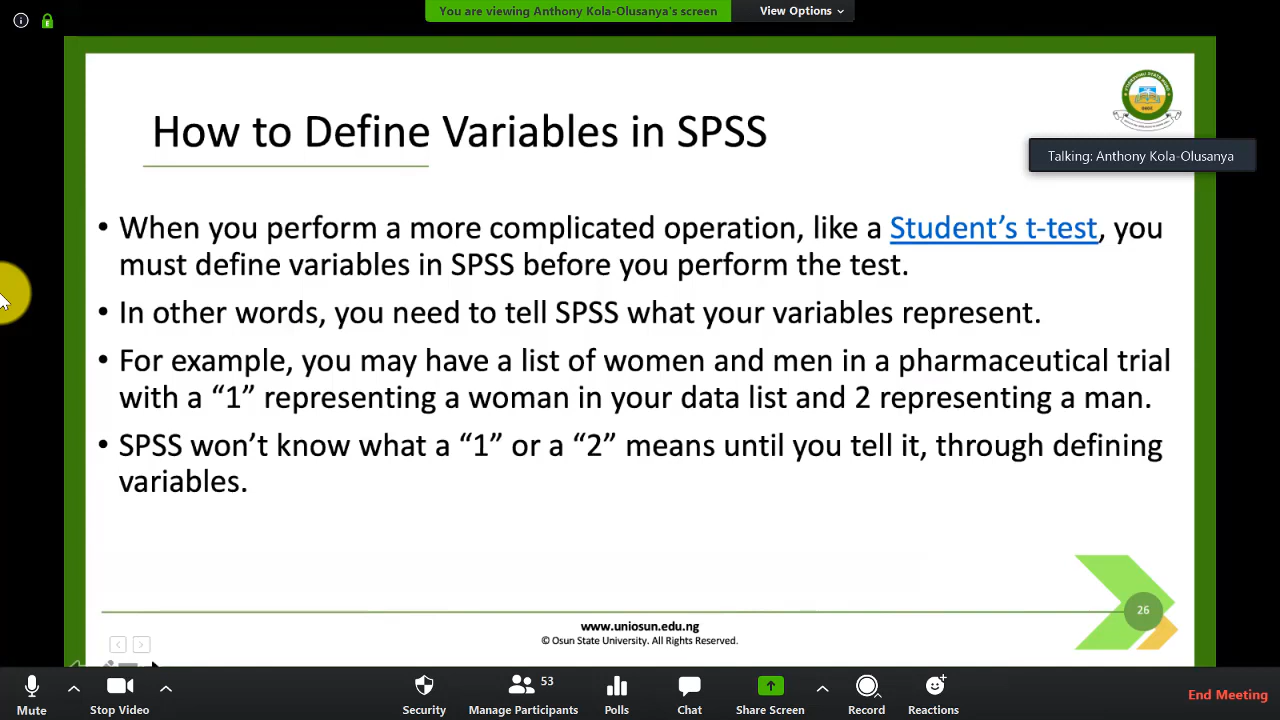 You are viewing Anthony Kola-Olusanya's screen
View Options
How to Define Variables in SPSS
Talking: Anthony Kola-Olusanya
• When you perform a more complicated operation, like a Student’s t-test, you
must define variables in SPSS before you perform the test.
• In other words, you need to tell SPSS what your variables represent.
• For example, you may have a list of women and men in a pharmaceutical trial
with a “1” representing a woman in your data list and 2 representing a man.
• SPSS won’t know what a “1” or a “2” means until you tell it, through defining
variables.
26
www.uniosun.edu.ng
© Osun State University. All Rights Reserved.
Mute
Stop Video
Security
Manage Participants
53
Polls
Chat
Share Screen
Record
Reactions
End Meeting